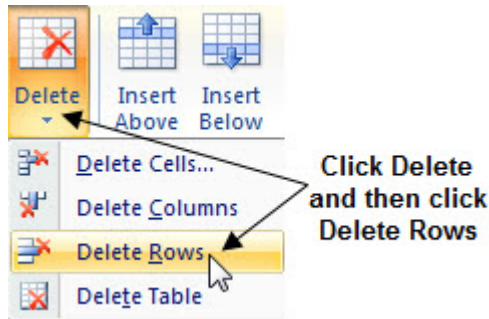 Delete
Insert Above
Insert Below
Delete Cells...
Delete Columns
Delete Rows
Delete Table
Click Delete
and then click
Delete Rows